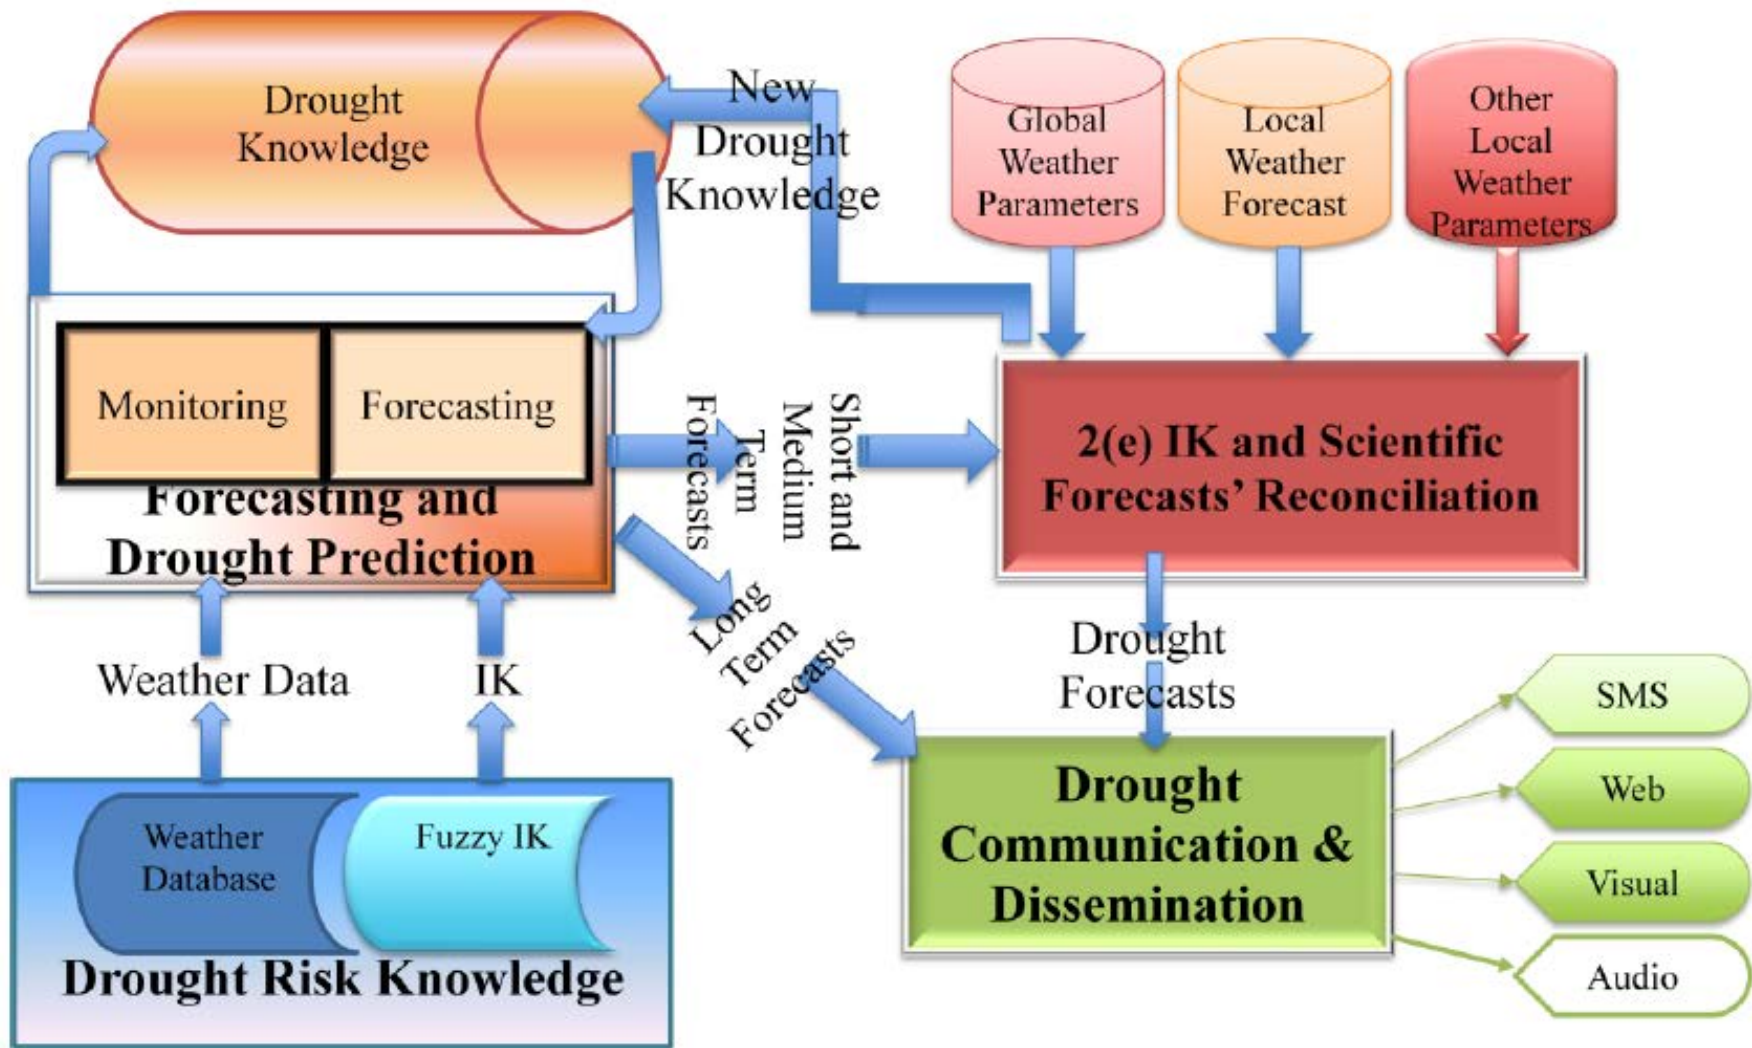 Drought
Knowledge
New
Drought
Knowledge
Global
Weather
Parameters
Local
Weather
Forecast
Other
Local
Weather
Parameters
Monitoring
Forecasting
Forecasting and
Drought Prediction
Short and
Medium
Term
Forecasts
2(e) IK and Scientific
Forecasts’ Reconciliation
Long
Term
Forecasts
Drought
Forecasts
Weather Data
IK
Weather
Database
Fuzzy IK
Drought Risk Knowledge
Drought
Communication &
Dissemination
SMS
Web
Visual
Audio